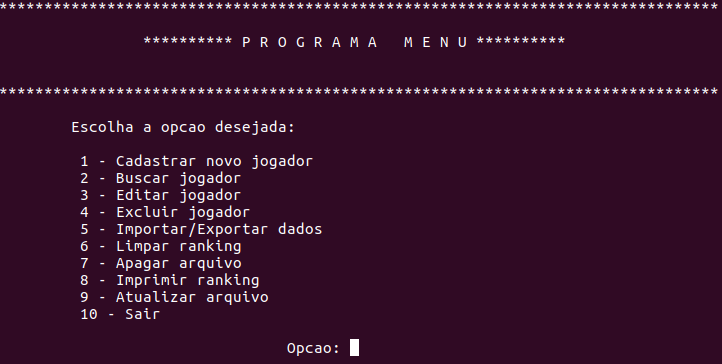 ********************************************************************************
********** P R O G R A M A   M E N U **********
********************************************************************************
Escolha a opcao desejada:
1 - Cadastrar novo jogador
2 - Buscar jogador
3 - Editar jogador
4 - Excluir jogador
5 - Importar/Exportar dados
6 - Limpar ranking
7 - Apagar arquivo
8 - Imprimir ranking
9 - Atualizar arquivo
10 - Sair
Opcao: